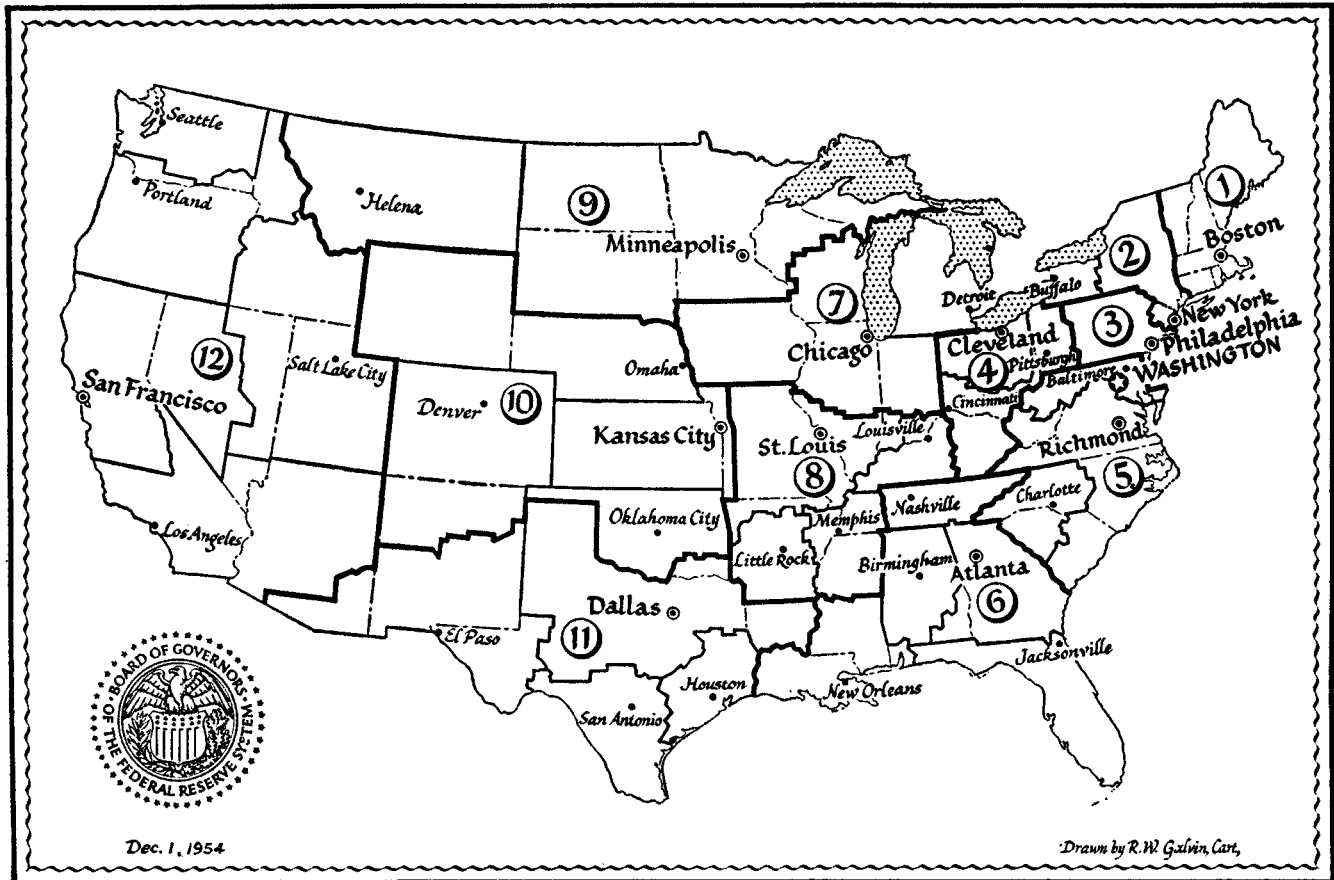 Seattle
Portland
Helena
9
Minneapolis
1
Boston
2
Buffalo
Detroit
7
Chicago
New York
3
Philadelphia
Cleveland
4
Pittsburgh
WASHINGTON
Baltimore
Cincinnati
12
Salt Lake City
San Francisco
Omaha
Denver
10
Kansas City
St. Louis
Louisville
8
Richmond
5
Charlotte
Nashville
Memphis
Los Angeles
Oklahoma City
Little Rock
Birmingham
Atlanta
6
Dallas
11
El Paso
Jacksonville
Houston
New Orleans
San Antonio
BOARD OF GOVERNORS
OF THE FEDERAL RESERVE SYSTEM
Dec. 1, 1954
Drawn by R.W. Galvin, Cart,